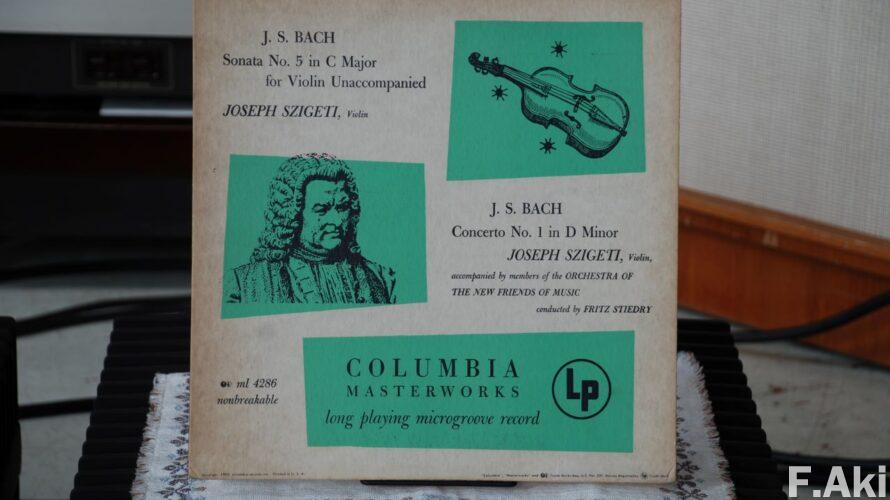 J. S. BACH
Sonata No. 5 in C Major
for Violin Unaccompanied
JOSEPH SZIGETI, Violin
J. S. BACH
Concerto No. 1 in D Minor
JOSEPH SZIGETI, Violin,
accompanied by members of the ORCHESTRA OF
THE NEW FRIENDS OF MUSIC
conducted by FRITZ STIEDRY
COLUMBIA
MASTERWORKS
long playing microgroove record
Lp
ml 4286
nonbreakable
F.Aki